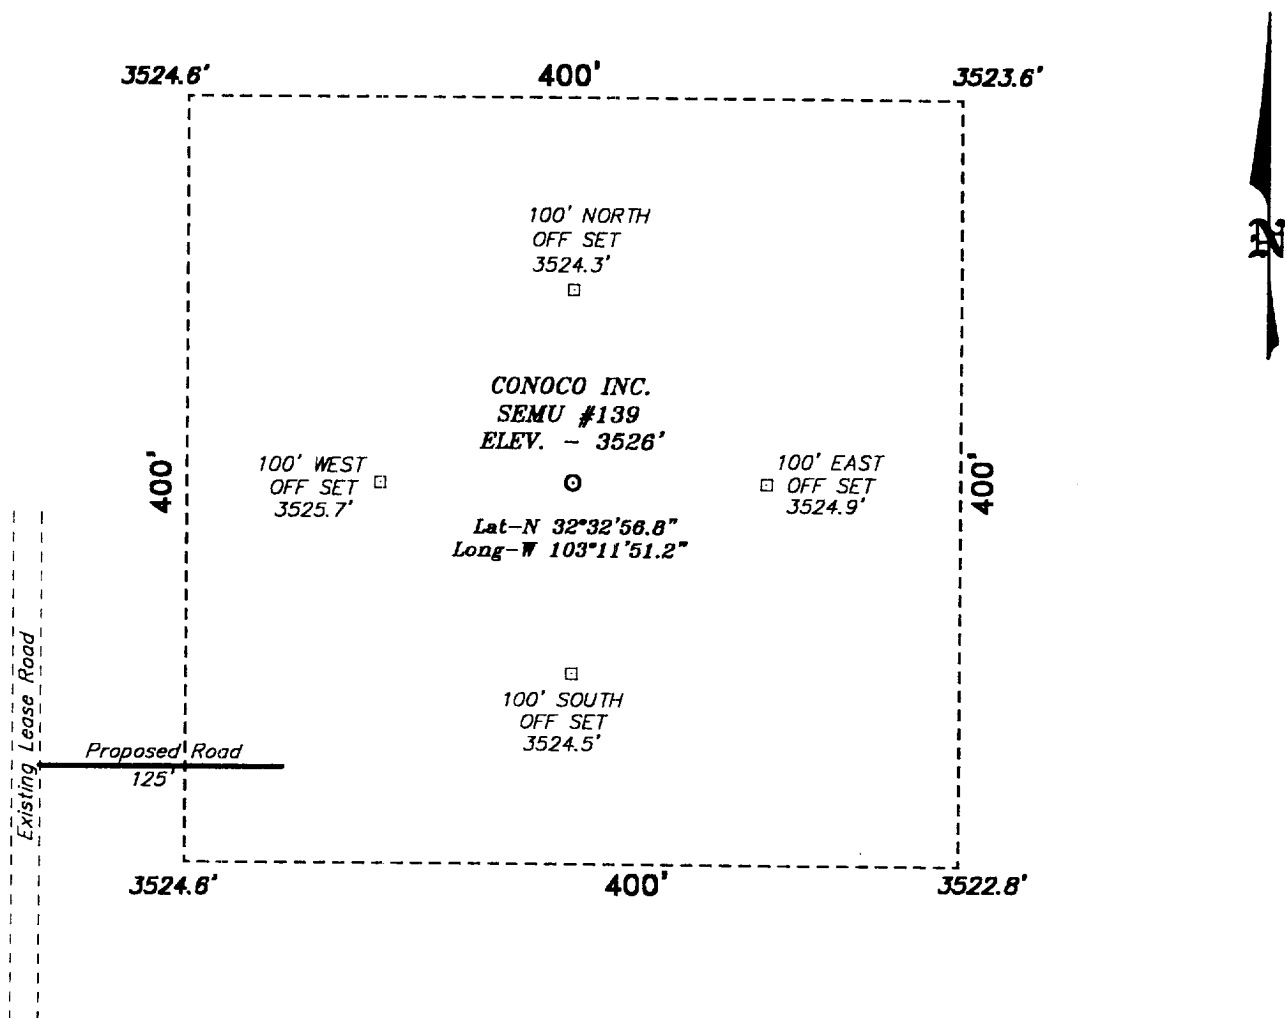 3524.6' 400' 3523.6'
N
100' NORTH
OFF SET
3524.3'
CONOCO INC.
SEMU #139
ELEV. - 3526'
100' WEST
OFF SET
3525.7'
100' EAST
OFF SET
3524.9'
400'
400'
Lat-N 32°32'56.8"
Long-W 103°11'51.2"
100' SOUTH
OFF SET
3524.5'
Existing Lease Road
Proposed Road
125'
3524.6' 400' 3522.8'